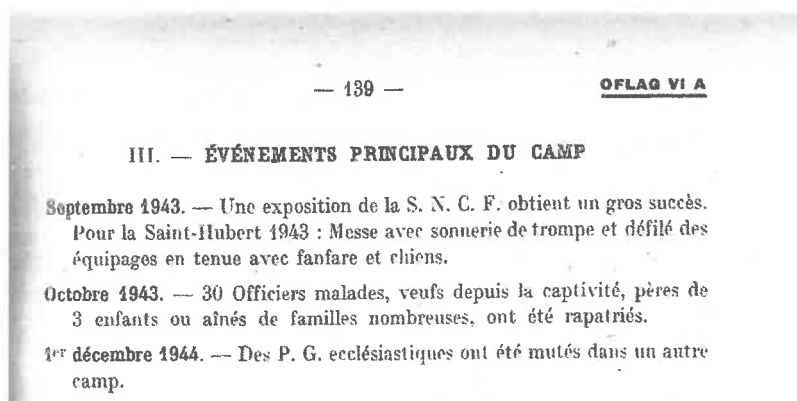 — 139 —
OFLAG VI A
III. — ÉVÉNEMENTS PRINCIPAUX DU CAMP
Septembre 1943. — Une exposition de la S. N. C. F. obtient un gros succès.
Pour la Saint-Hubert 1943 : Messe avec sonnerie de trompe et défilé des
équipages en tenue avec fanfare et chiens.
Octobre 1943. — 30 Officiers malades, veufs depuis la captivité, pères de
3 enfants ou aînés de familles nombreuses, ont été rapatriés.
1er décembre 1944. — Des P. G. ecclésiastiques ont été mutés dans un autre
camp.